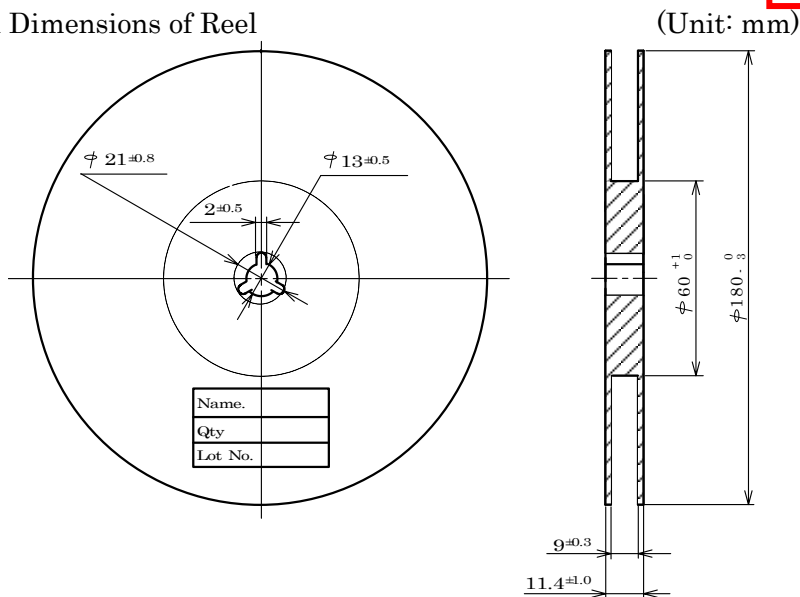 Dimensions of Reel
(Unit: mm)
ϕ 21±0.8
ϕ 13±0.5
2±0.5
Name.
Qty
Lot No.
ϕ60 +1 0
ϕ180. 0 3
9±0.3
11.4±1.0